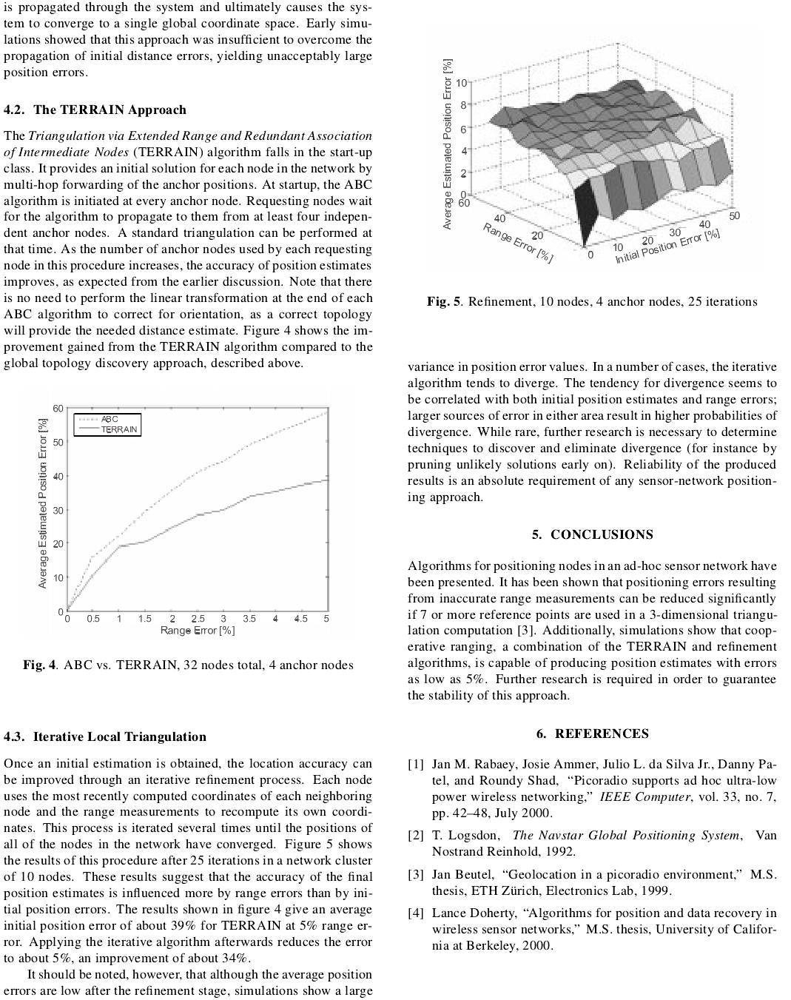 is propagated through the system and ultimately causes the sys-
tem to converge to a single global coordinate space. Early simu-
lations showed that this approach was insufficient to overcome the
propagation of initial distance errors, yielding unacceptably large
position errors.
4.2. The TERRAIN Approach
The Triangulation via Extended Range and Redundant Association
of Intermediate Nodes (TERRAIN) algorithm falls in the start-up
class. It provides an initial solution for each node in the network by
multi-hop forwarding of the anchor positions. At startup, the ABC
algorithm is initiated at every anchor node. Requesting nodes wait
for the algorithm to propagate to them from at least four indepen-
dent anchor nodes. A standard triangulation can be performed at
that time. As the number of anchor nodes used by each requesting
node in this procedure increases, the accuracy of position estimates
improves, as expected from the earlier discussion. Note that there
is no need to perform the linear transformation at the end of each
ABC algorithm to correct for orientation, as a correct topology
will provide the needed distance estimate. Figure 4 shows the im-
provement gained from the TERRAIN algorithm compared to the
global topology discovery approach, described above.
60
50
40
30
20
10
0
Average Estimated Position Error [%]
ABC
TERRAIN
0 0.5 1 1.5 2 2.5 3 3.5 4 4.5 5
Range Error [%]
Fig. 4. ABC vs. TERRAIN, 32 nodes total, 4 anchor nodes
4.3. Iterative Local Triangulation
Once an initial estimation is obtained, the location accuracy can
be improved through an iterative refinement process. Each node
uses the most recently computed coordinates of each neighboring
node and the range measurements to recompute its own coordi-
nates. This process is iterated several times until the positions of
all of the nodes in the network have converged. Figure 5 shows
the results of this procedure after 25 iterations in a network cluster
of 10 nodes. These results suggest that the accuracy of the final
position estimates is influenced more by range errors than by ini-
tial position errors. The results shown in figure 4 give an average
initial position error of about 39% for TERRAIN at 5% range er-
ror. Applying the iterative algorithm afterwards reduces the error
to about 5%, an improvement of about 34%.
It should be noted, however, that although the average position
errors are low after the refinement stage, simulations show a large
10
8
6
4
2
0
Average Estimated Position Error [%]
60
40
20
Range Error [%]
0
10
20
30
40
50
Initial Position Error [%]
Fig. 5. Refinement, 10 nodes, 4 anchor nodes, 25 iterations
variance in position error values. In a number of cases, the iterative
algorithm tends to diverge. The tendency for divergence seems to
be correlated with both initial position estimates and range errors;
larger sources of error in either area result in higher probabilities of
divergence. While rare, further research is necessary to determine
techniques to discover and eliminate divergence (for instance by
pruning unlikely solutions early on). Reliability of the produced
results is an absolute requirement of any sensor-network position-
ing approach.
5. CONCLUSIONS
Algorithms for positioning nodes in an ad-hoc sensor network have
been presented. It has been shown that positioning errors resulting
from inaccurate range measurements can be reduced significantly
if 7 or more reference points are used in a 3-dimensional triangu-
lation computation [3]. Additionally, simulations show that coop-
erative ranging, a combination of the TERRAIN and refinement
algorithms, is capable of producing position estimates with errors
as low as 5%. Further research is required in order to guarantee
the stability of this approach.
6. REFERENCES
[1] Jan M. Rabaey, Josie Ammer, Julio L. da Silva Jr., Danny Pa-
tel, and Roundy Shad, “Picoradio supports ad hoc ultra-low
power wireless networking,” IEEE Computer, vol. 33, no. 7,
pp. 42–48, July 2000.
[2] T. Logsdon, The Navstar Global Positioning System, Van
Nostrand Reinhold, 1992.
[3] Jan Beutel, “Geolocation in a picoradio environment,” M.S.
thesis, ETH Zürich, Electronics Lab, 1999.
[4] Lance Doherty, “Algorithms for position and data recovery in
wireless sensor networks,” M.S. thesis, University of Califor-
nia at Berkeley, 2000.